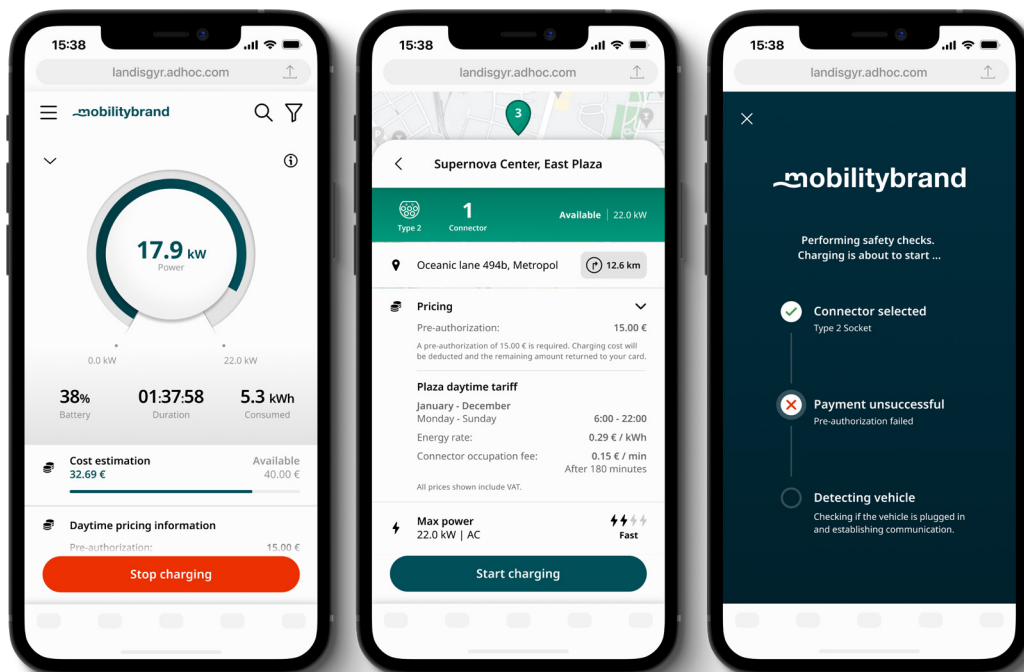 15:38
landisgyr.adhoc.com
mobilitybrand
17.9 kW
Power
0.0 kW
22.0 kW
38%
01:37:58
5.3 kWh
Battery
Duration
Consumed
Cost estimation
Available
32.69 €
40.00 €
Daytime pricing information
Pre-authorization:
15.00 €
Stop charging
15:38
landisgyr.adhoc.com
3
Supernova Center, East Plaza
1
Available | 22.0 kW
Type 2
Connector
Oceanic lane 494b, Metropol
12.6 km
Pricing
Pre-authorization:
15.00 €
A pre-authorization of 15.00 € is required. Charging cost will
be deducted and the remaining amount returned to your card.
Plaza daytime tariff
January - December
Monday - Sunday
6:00 - 22:00
Energy rate:
0.29 € / kWh
Connector occupation fee:
0.15 € / min
After 180 minutes
All prices shown include VAT.
Max power
22.0 kW | AC
Fast
Start charging
15:38
landisgyr.adhoc.com
mobilitybrand
Performing safety checks.
Charging is about to start ...
Connector selected
Type 2 Socket
Payment unsuccessful
Pre-authorization failed
Detecting vehicle
Checking if the vehicle is plugged in
and establishing communication.